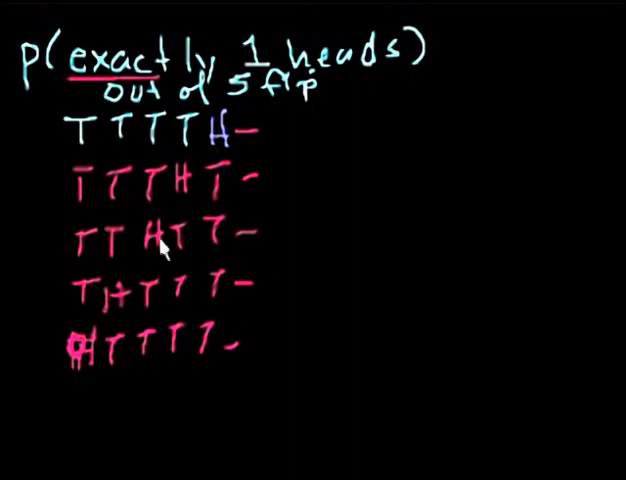 p(exactly 1 heads)
out of 5 flip
T T T T H –
T T T H T –
T T H T T –
T H T T T –
H T T T T –